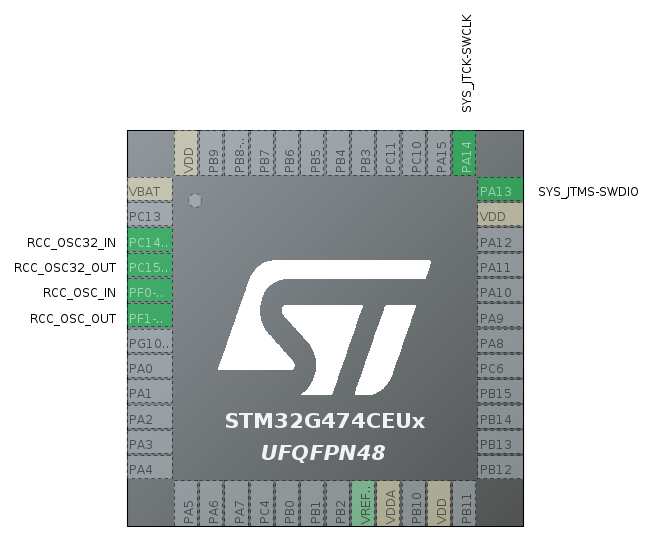 SYS_JTCK-SWCLK
VDD
PB9
PB8-..
PB7
PB6
PB5
PB4
PB3
PC11
PC10
PA15
PA14
VBAT
PC13
RCC_OSC32_IN PC14..
RCC_OSC32_OUT PC15..
RCC_OSC_IN PF0-..
RCC_OSC_OUT PF1-..
PG10..
PA0
PA1
PA2
PA3
PA4
PA13 SYS_JTMS-SWDIO
VDD
PA12
PA11
PA10
PA9
PA8
PC6
PB15
PB14
PB13
PB12
ST
STM32G474CEUx
UFQFPN48
PA5
PA6
PA7
PC4
PB0
PB1
PB2
VREF..
VDDA
PB10
VDD
PB11